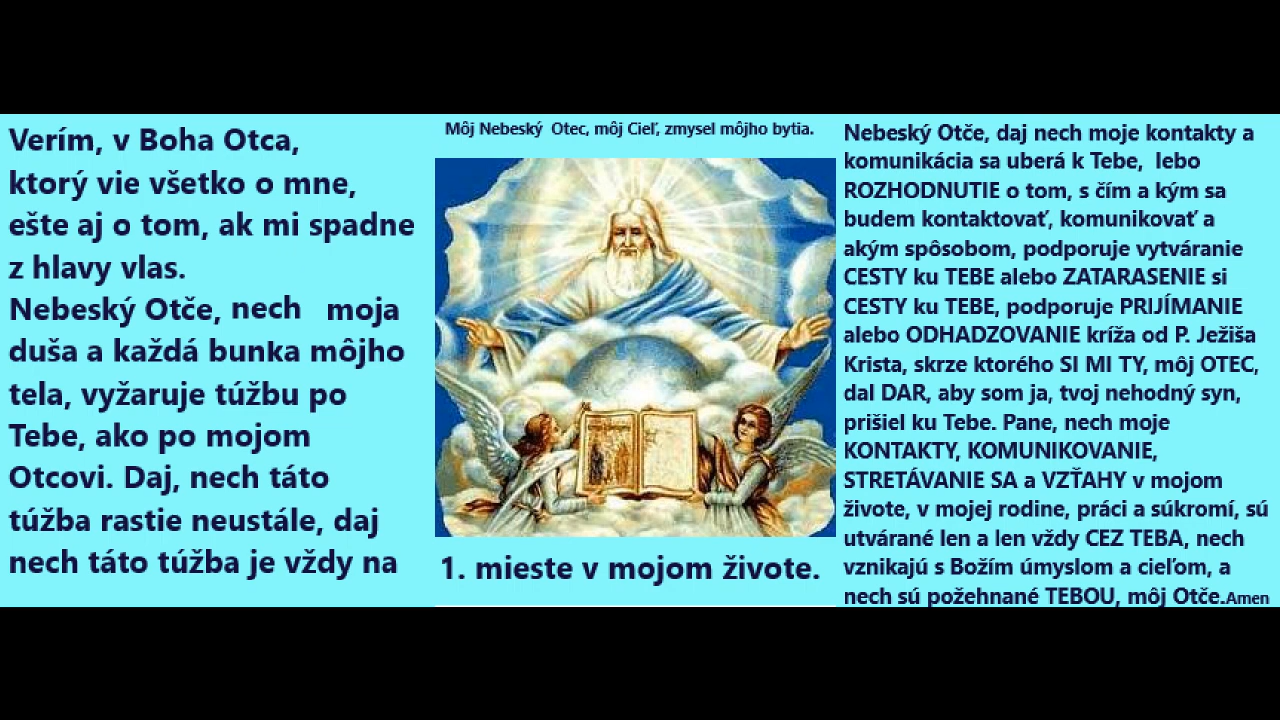 Verím, v Boha Otca,
ktorý vie všetko o mne,
ešte aj o tom, ak mi spadne
z hlavy vlas.
Nebeský Otče, nech moja
duša a každá bunka môjho
tela, vyžaruje túžbu po
Tebe, ako po mojom
Otcovi. Daj, nech táto
túžba rastie neustále, daj
nech táto túžba je vždy na
Môj Nebeský Otec, môj Cieľ, zmysel môjho bytia.
1. mieste v mojom živote.
Nebeský Otče, daj nech moje kontakty a
komunikácia sa uberá k Tebe, lebo
ROZHODNUTIE o tom, s čím a kým sa
budem kontaktovať, komunikovať a
akým spôsobom, podporuje vytváranie
CESTY ku TEBE alebo ZATARASENIE si
CESTY ku TEBE, podporuje PRIJÍMANIE
alebo ODHADZOVANIE kríža od P. Ježiša
Krista, skrze ktorého SI MI TY, môj OTEC,
dal DAR, aby som ja, tvoj nehodný syn,
prišiel ku Tebe. Pane, nech moje
KONTAKTY, KOMUNIKOVANIE,
STRETÁVANIE SA a VZŤAHY v mojom
živote, v mojej rodine, práci a súkromí, sú
utvárané len a len vždy CEZ TEBA, nech
vznikajú s Božím úmyslom a cieľom, a
nech sú požehnané TEBOU, môj Otče.Amen